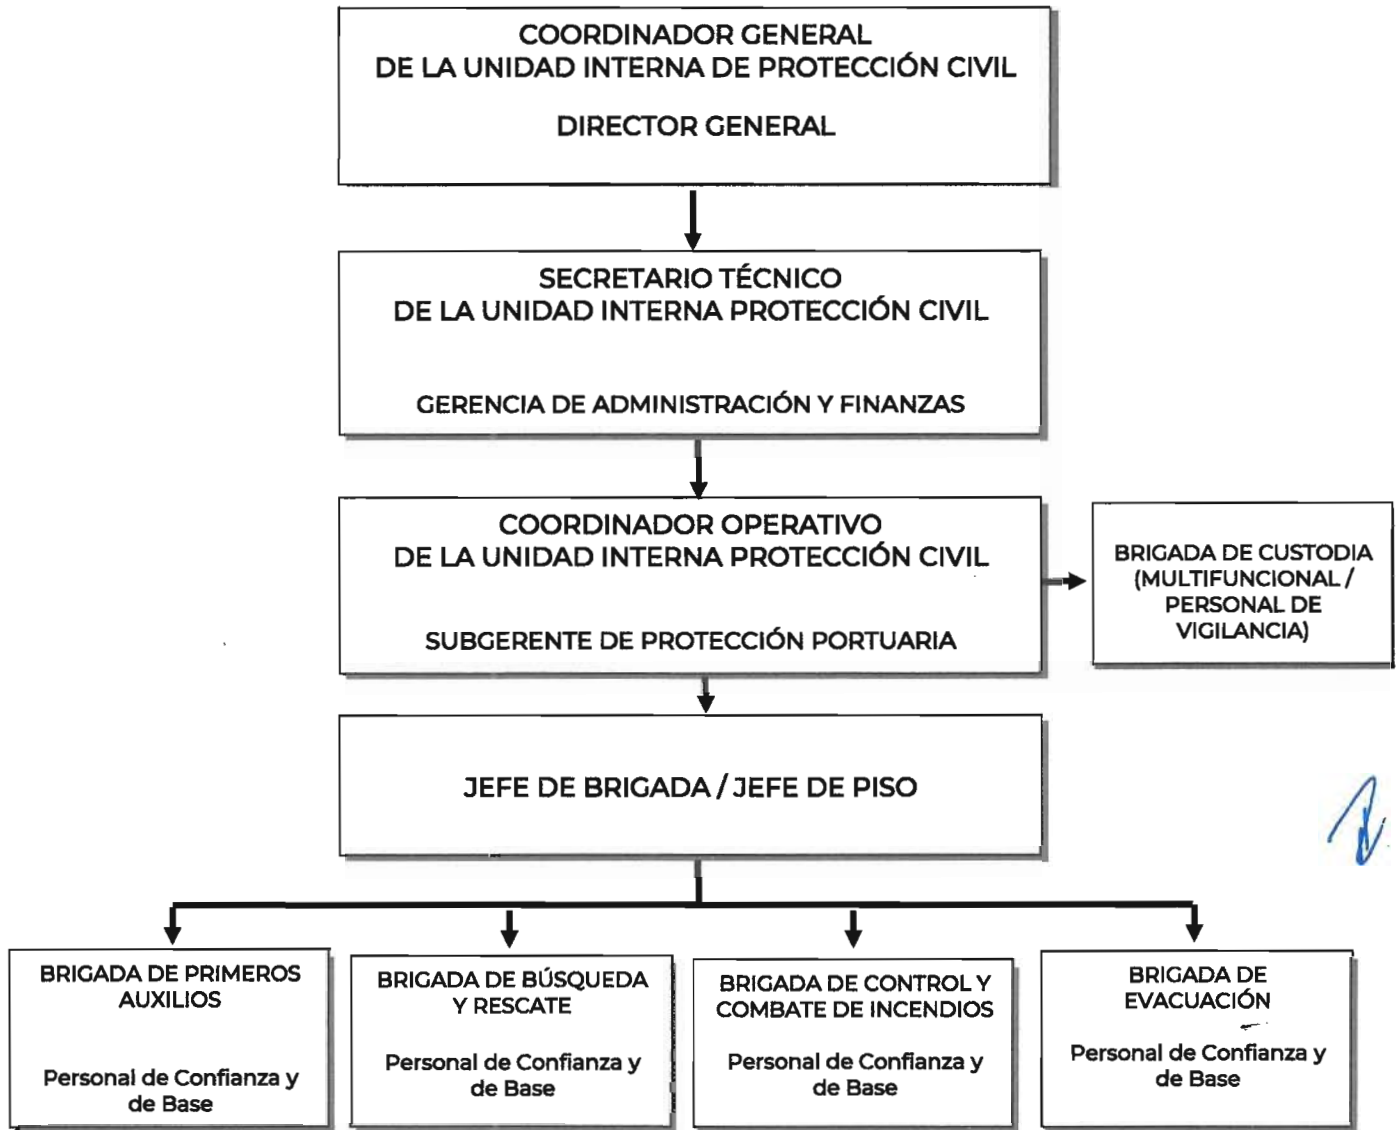 COORDINADOR GENERAL
DE LA UNIDAD INTERNA DE PROTECCIÓN CIVIL
DIRECTOR GENERAL
SECRETARIO TÉCNICO
DE LA UNIDAD INTERNA PROTECCIÓN CIVIL
GERENCIA DE ADMINISTRACIÓN Y FINANZAS
COORDINADOR OPERATIVO
DE LA UNIDAD INTERNA PROTECCIÓN CIVIL
SUBGERENTE DE PROTECCIÓN PORTUARIA
BRIGADA DE CUSTODIA
(MULTIFUNCIONAL /
PERSONAL DE
VIGILANCIA)
JEFE DE BRIGADA / JEFE DE PISO
BRIGADA DE PRIMEROS
AUXILIOS
Personal de Confianza y
de Base
BRIGADA DE BÚSQUEDA
Y RESCATE
Personal de Confianza y
de Base
BRIGADA DE CONTROL Y
COMBATE DE INCENDIOS
Personal de Confianza y
de Base
BRIGADA DE
EVACUACIÓN
Personal de Confianza y
de Base